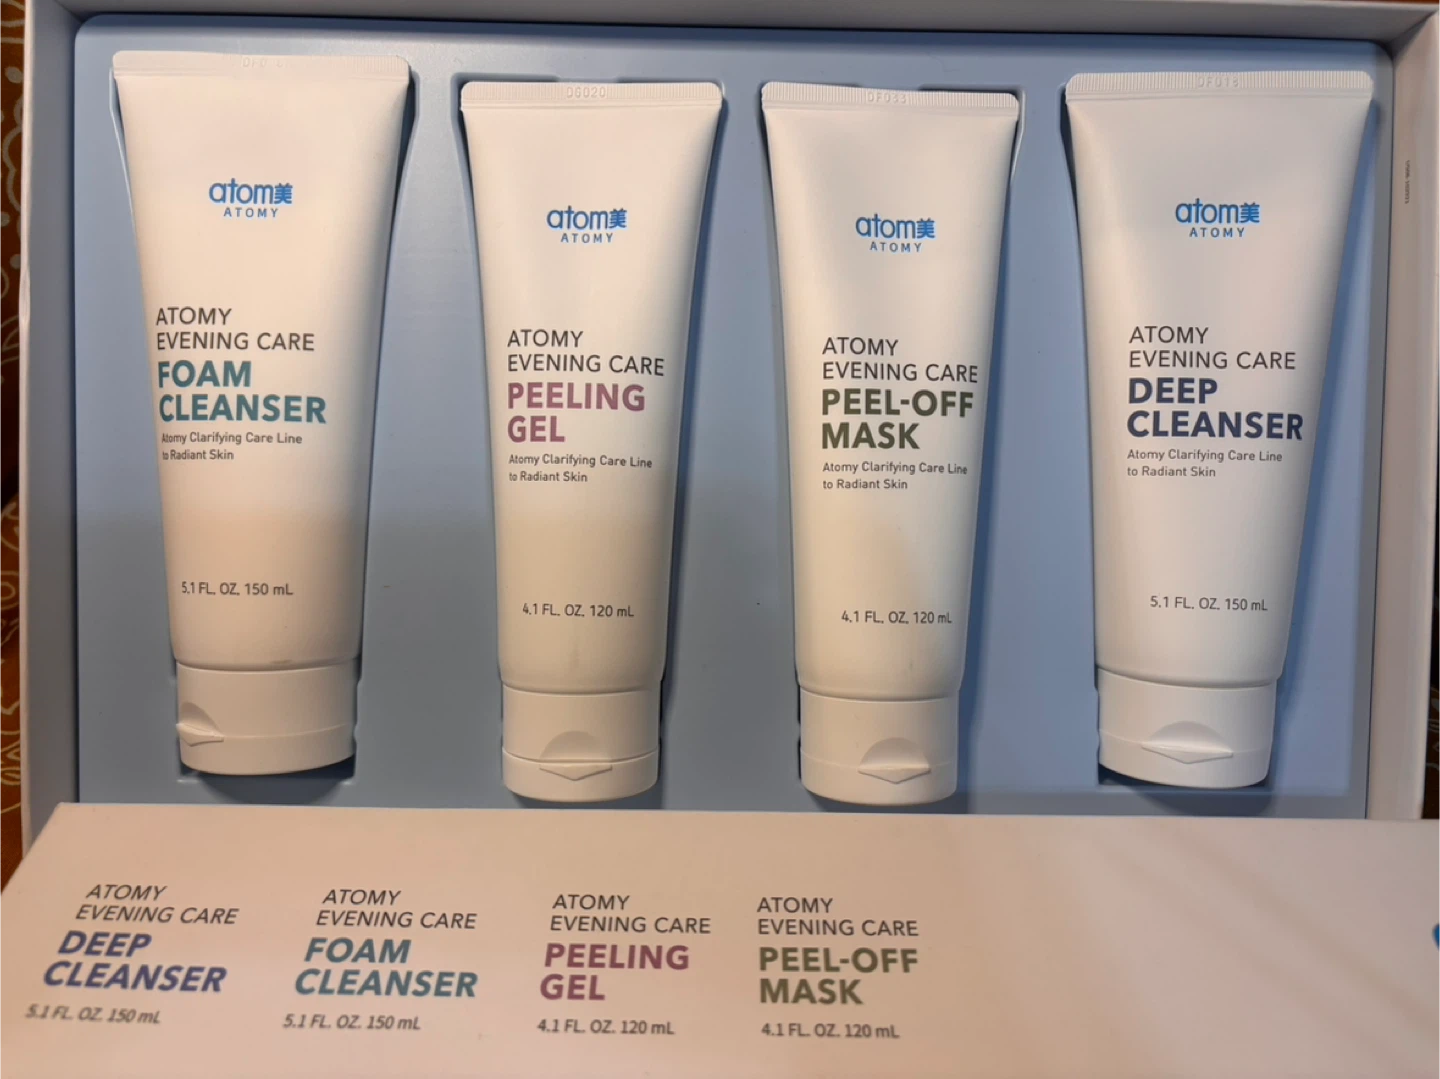 atom美
ATOMY
ATOMY
EVENING CARE
FOAM
CLEANSER
Atomy Clarifying Care Line
to Radiant Skin
5.1 FL. OZ. 150 mL
DG020
atom美
ATOMY
ATOMY
EVENING CARE
PEELING
GEL
Atomy Clarifying Care Line
to Radiant Skin
4.1 FL. OZ. 120 mL
atom美
ATOMY
ATOMY
EVENING CARE
PEEL-OFF
MASK
Atomy Clarifying Care Line
to Radiant Skin
4.1 FL. OZ. 120 mL
DF018
atom美
ATOMY
ATOMY
EVENING CARE
DEEP
CLEANSER
Atomy Clarifying Care Line
to Radiant Skin
5.1 FL. OZ. 150 mL
ATOMY
EVENING CARE
DEEP
CLEANSER
5.1 FL. OZ. 150 mL
ATOMY
EVENING CARE
FOAM
CLEANSER
5.1 FL. OZ. 150 mL
ATOMY
EVENING CARE
PEELING
GEL
4.1 FL. OZ. 120 mL
ATOMY
EVENING CARE
PEEL-OFF
MASK
4.1 FL. OZ. 120 mL